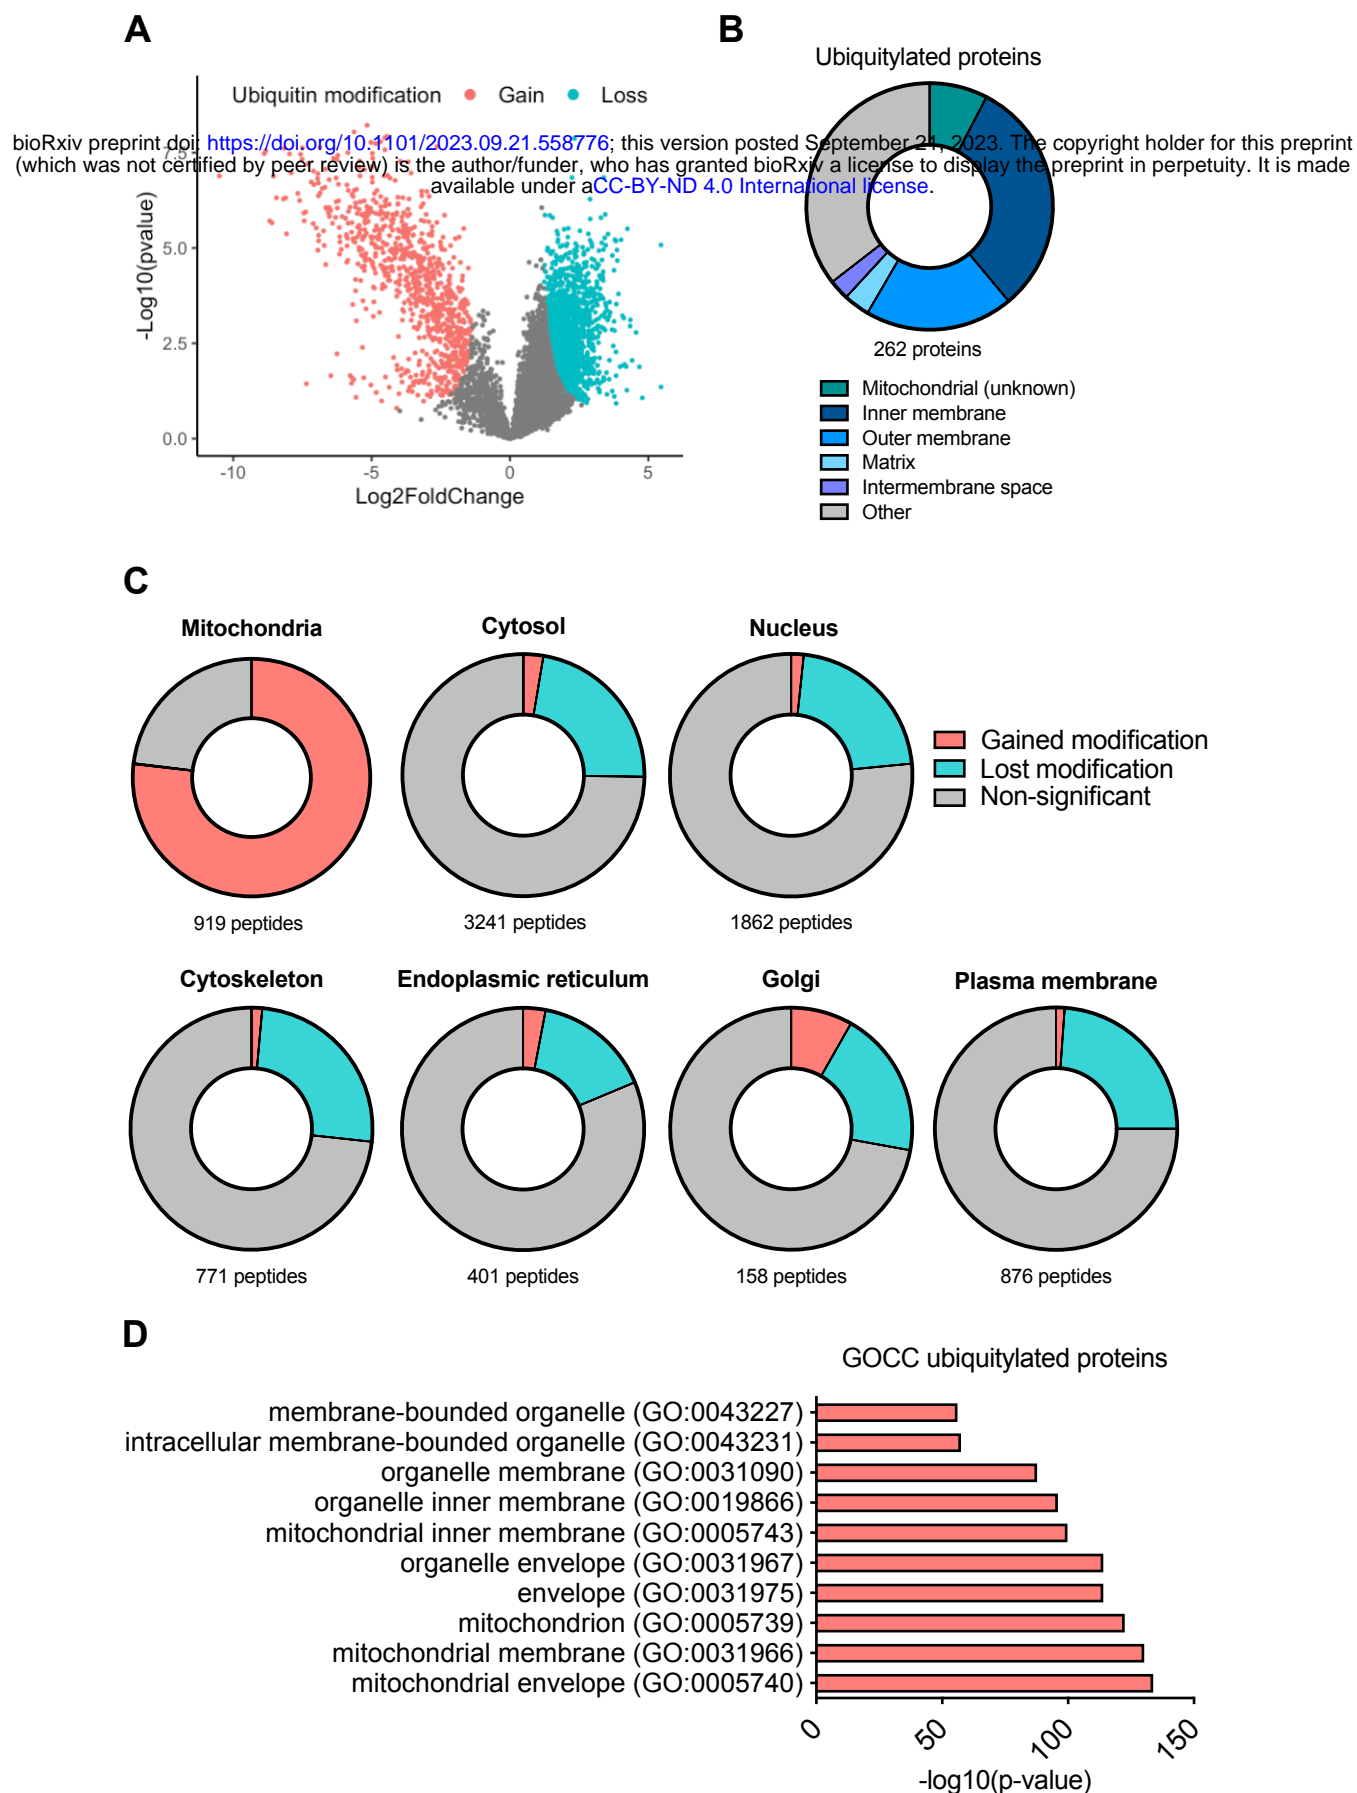 A
B
Ubiquitylated proteins
Ubiquitin modification Gain Loss
bioRxiv preprint doi: https://doi.org/10.1101/2023.09.21.558776; this version posted September 21, 2023. The copyright holder for this preprint
(which was not certified by peer review) is the author/funder, who has granted bioRxiv a license to display the preprint in perpetuity. It is made
available under aCC-BY-ND 4.0 International license.
7.5
5.0
2.5
0.0
-Log10(pvalue)
-10 -5 0 5
Log2FoldChange
262 proteins
Mitochondrial (unknown)
Inner membrane
Outer membrane
Matrix
Intermembrane space
Other
C
Mitochondria Cytosol Nucleus
Gained modification
Lost modification
Non-significant
919 peptides 3241 peptides 1862 peptides
Cytoskeleton Endoplasmic reticulum Golgi Plasma membrane
771 peptides 401 peptides 158 peptides 876 peptides
D
GOCC ubiquitylated proteins
membrane-bounded organelle (GO:0043227)
intracellular membrane-bounded organelle (GO:0043231)
organelle membrane (GO:0031090)
organelle inner membrane (GO:0019866)
mitochondrial inner membrane (GO:0005743)
organelle envelope (GO:0031967)
envelope (GO:0031975)
mitochondrion (GO:0005739)
mitochondrial membrane (GO:0031966)
mitochondrial envelope (GO:0005740)
0 50 100 150
-log10(p-value)